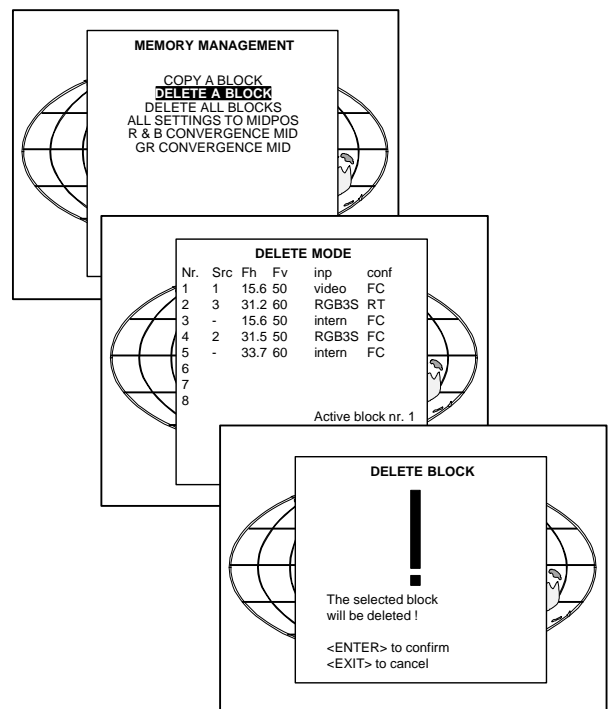 MEMORY MANAGEMENT
COPY A BLOCK
DELETE A BLOCK
DELETE ALL BLOCKS
ALL SETTINGS TO MIDPOS
R & B CONVERGENCE MID
GR CONVERGENCE MID
DELETE MODE
Nr. Src Fh Fv inp conf
1 1 15.6 50 video FC
2 3 31.2 60 RGB3S RT
3 - 15.6 50 intern FC
4 2 31.5 50 RGB3S FC
5 - 33.7 60 intern FC
6
7
8
Active block nr. 1
DELETE BLOCK
!
The selected block
will be deleted !
<ENTER> to confirm
<EXIT> to cancel